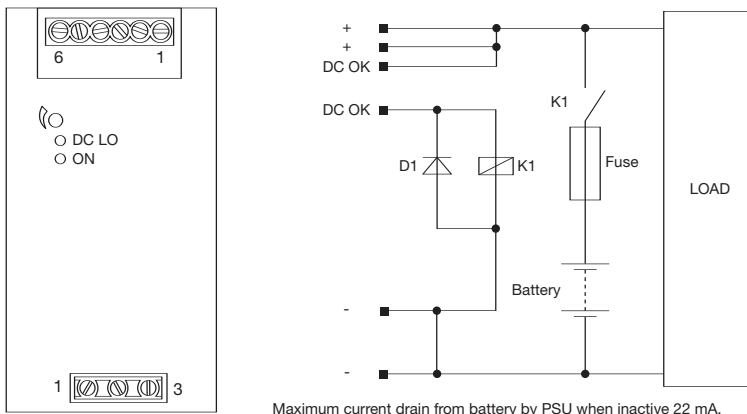 6 1
DC LO
ON
1 3
+
+
DC OK
DC OK
D1
K1
K1
Fuse
Battery
LOAD
-
-
Maximum current drain from battery by PSU when inactive 22 mA.